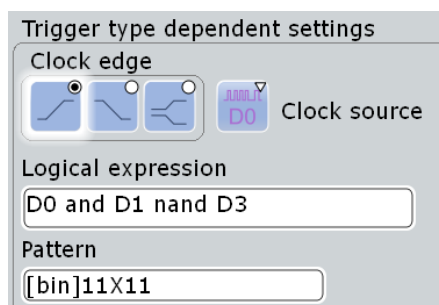 Trigger type dependent settings
Clock edge
D0
Clock source
Logical expression
D0 and D1 nand D3
Pattern
[bin]11X11